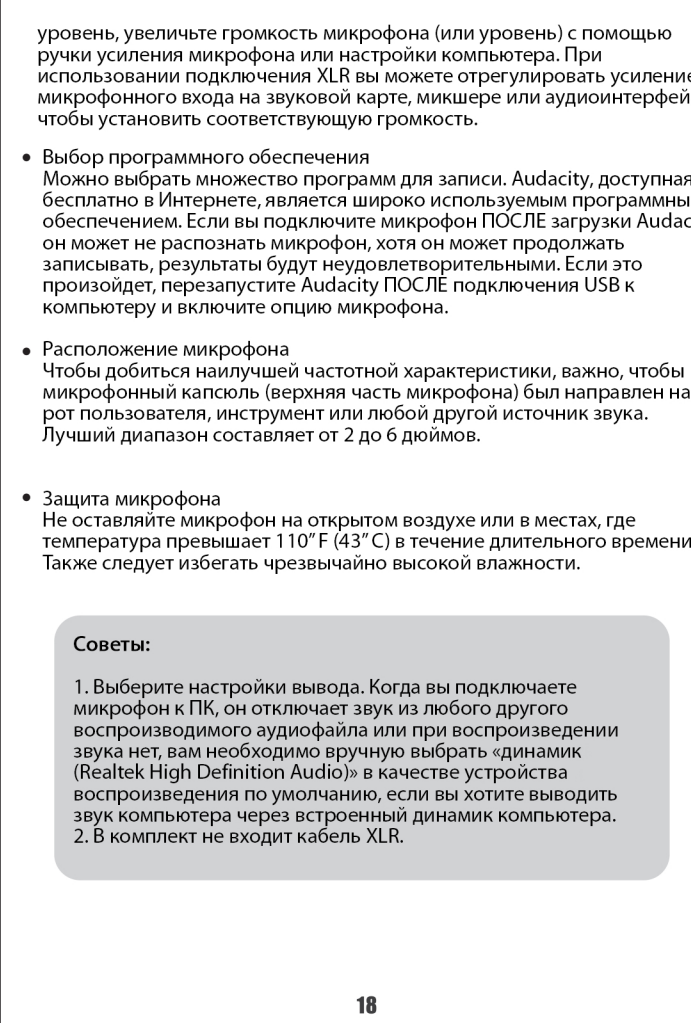 уровень, увеличьте громкость микрофона (или уровень) с помощью
ручки усиления микрофона или настройки компьютера. При
использовании подключения XLR вы можете отрегулировать усиление
микрофонного входа на звуковой карте, микшере или аудиоинтерфей
чтобы установить соответствующую громкость.
• Выбор программного обеспечения
Можно выбрать множество программ для записи. Audacity, доступная
бесплатно в Интернете, является широко используемым программны
обеспечением. Если вы подключите микрофон ПОСЛЕ загрузки Audac
он может не распознать микрофон, хотя он может продолжать
записывать, результаты будут неудовлетворительными. Если это
произойдет, перезапустите Audacity ПОСЛЕ подключения USB к
компьютеру и включите опцию микрофона.
• Расположение микрофона
Чтобы добиться наилучшей частотной характеристики, важно, чтобы
микрофонный капсюль (верхняя часть микрофона) был направлен на
рот пользователя, инструмент или любой другой источник звука.
Лучший диапазон составляет от 2 до 6 дюймов.
• Защита микрофона
Не оставляйте микрофон на открытом воздухе или в местах, где
температура превышает 110” F (43” C) в течение длительного времени
Также следует избегать чрезвычайно высокой влажности.
Советы:
1. Выберите настройки вывода. Когда вы подключаете
микрофон к ПК, он отключает звук из любого другого
воспроизводимого аудиофайла или при воспроизведении
звука нет, вам необходимо вручную выбрать «динамик
(Realtek High Definition Audio)» в качестве устройства
воспроизведения по умолчанию, если вы хотите выводить
звук компьютера через встроенный динамик компьютера.
2. В комплект не входит кабель XLR.
18